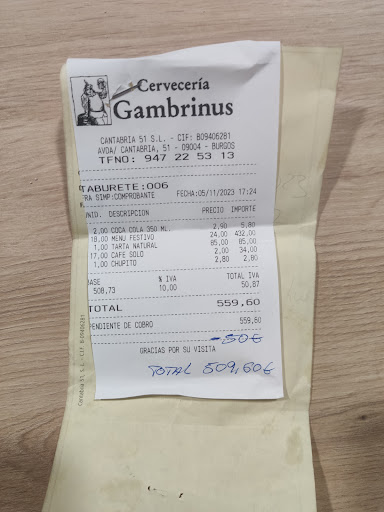 Cervecería
Gambrinus
CANTABRIA 51 S.L. - CIF: B09406281
AVDA/ CANTABRIA, 51 - 09004 - BURGOS
TFNO: 947 22 53 13
TABURETE:006
RA SIMP:COMPROBANTE FECHA:05/11/2023 17:24
UNID. DESCRIPCION PRECIO IMPORTE
2,00 COCA COLA 350 ML. 2,90 5,80
18,00 MENU FESTIVO 24,00 432,00
1,00 TARTA NATURAL 85,00 85,00
17,00 CAFE SOLO 2,00 34,00
1,00 CHUPITO 2,80 2,80
BASE % IVA TOTAL IVA
508,73 10,00 50,87
TOTAL 559,60
PENDIENTE DE COBRO 559,60
-50€
GRACIAS POR SU VISITA
TOTAL 509,60€
Cantabria 51 S.L. - CIF B-09406281